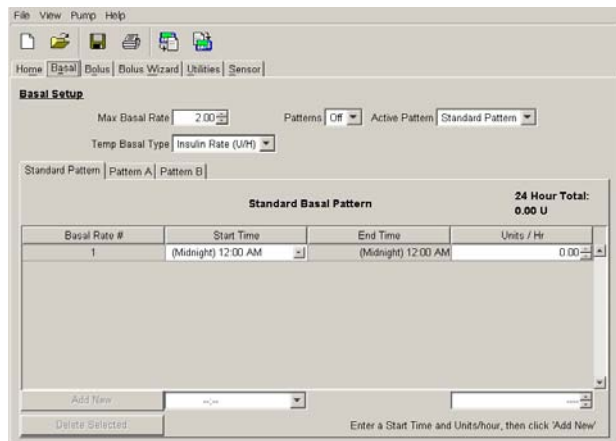 File View Pump Help
Home Basal Bolus Bolus Wizard Utilities Sensor
Basal Setup
Max Basal Rate 2.00 Patterns Off Active Pattern Standard Pattern
Temp Basal Type Insulin Rate (U/H)
Standard Pattern Pattern A Pattern B
Standard Basal Pattern
24 Hour Total:
0.00 U
Basal Rate # Start Time End Time Units / Hr
1 (Midnight) 12:00 AM (Midnight) 12:00 AM 0.00
Add New --:-- ----
Delete Selected Enter a Start Time and Units/hour, then click 'Add New'